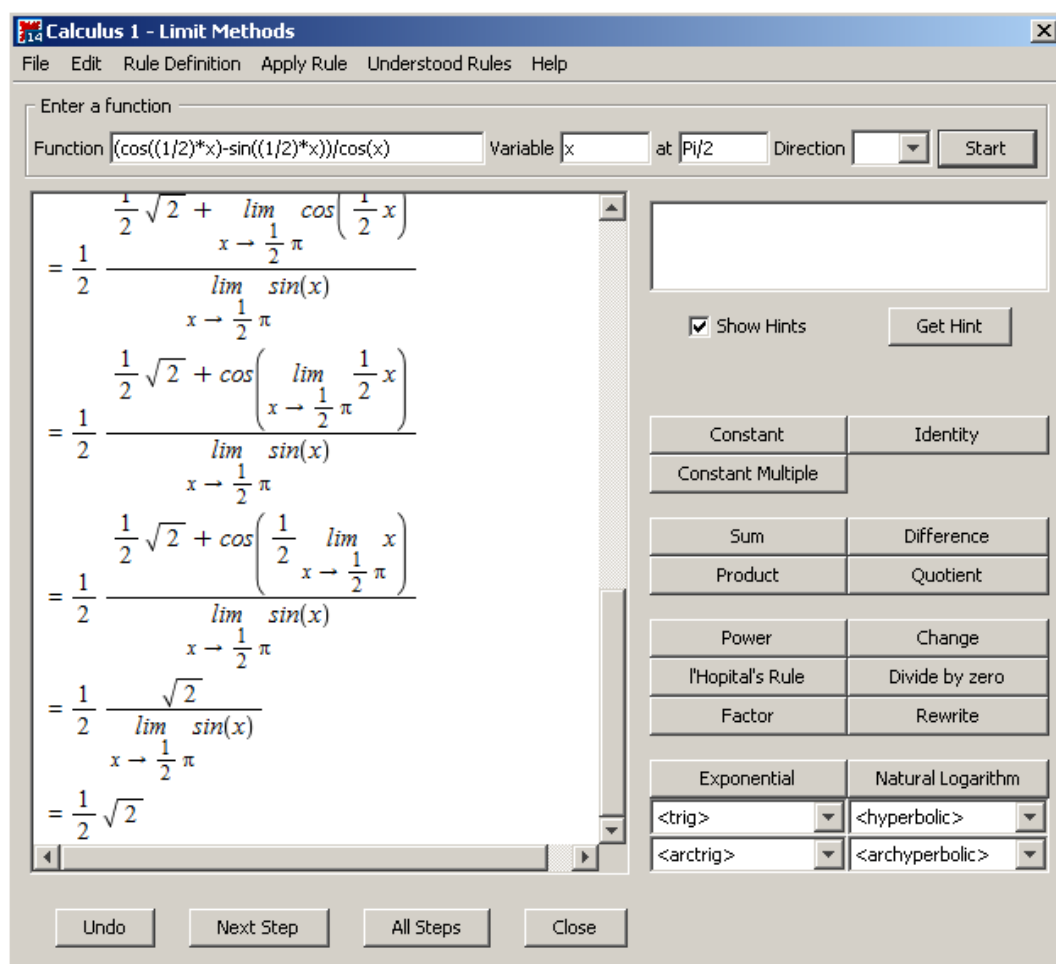 Calculus 1 - Limit Methods
File Edit Rule Definition Apply Rule Understood Rules Help
Enter a function
Function (cos((1/2)*x)-sin((1/2)*x))/cos(x) Variable x at Pi/2 Direction Start
= 1/2 (1/2 √2 + lim x → 1/2 π cos(1/2 x)) / (lim x → 1/2 π sin(x))
= 1/2 (1/2 √2 + cos(lim x → 1/2 π 1/2 x)) / (lim x → 1/2 π sin(x))
= 1/2 (1/2 √2 + cos(1/2 lim x → 1/2 π x)) / (lim x → 1/2 π sin(x))
= 1/2 √2 / (lim x → 1/2 π sin(x))
= 1/2 √2
Show Hints Get Hint
Constant Identity
Constant Multiple
Sum Difference
Product Quotient
Power Change
l'Hopital's Rule Divide by zero
Factor Rewrite
Exponential Natural Logarithm
<trig> <hyperbolic>
<arctrig> <archyperbolic>
Undo Next Step All Steps Close